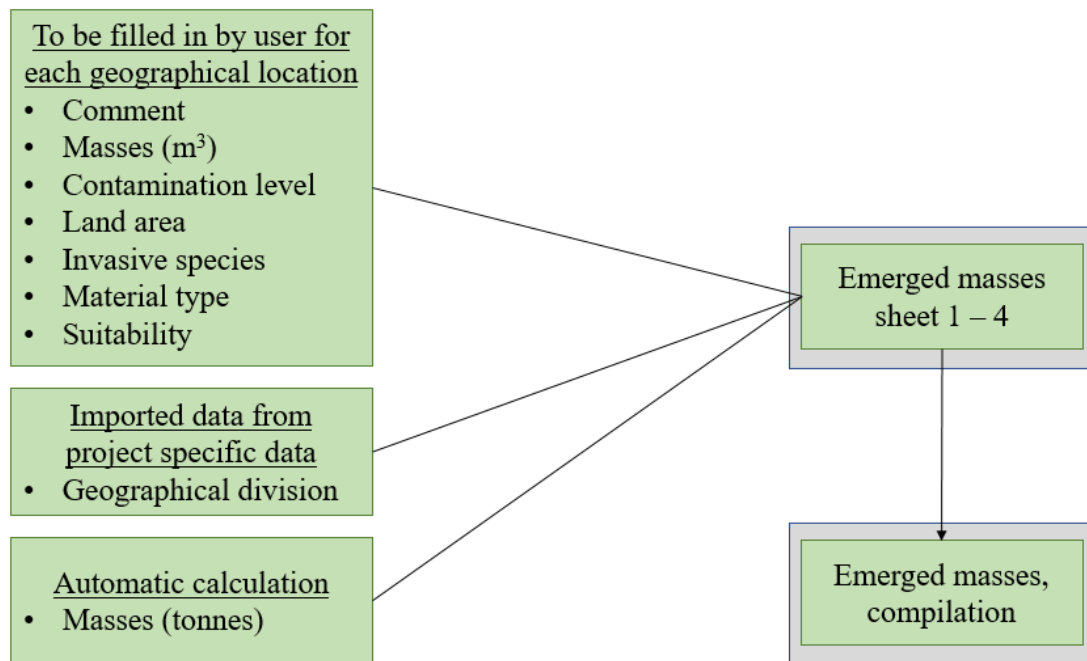 To be filled in by user for
each geographical location
• Comment
• Masses (m³)
• Contamination level
• Land area
• Invasive species
• Material type
• Suitability
Imported data from
project specific data
• Geographical division
Automatic calculation
• Masses (tonnes)
Emerged masses
sheet 1 – 4
Emerged masses,
compilation